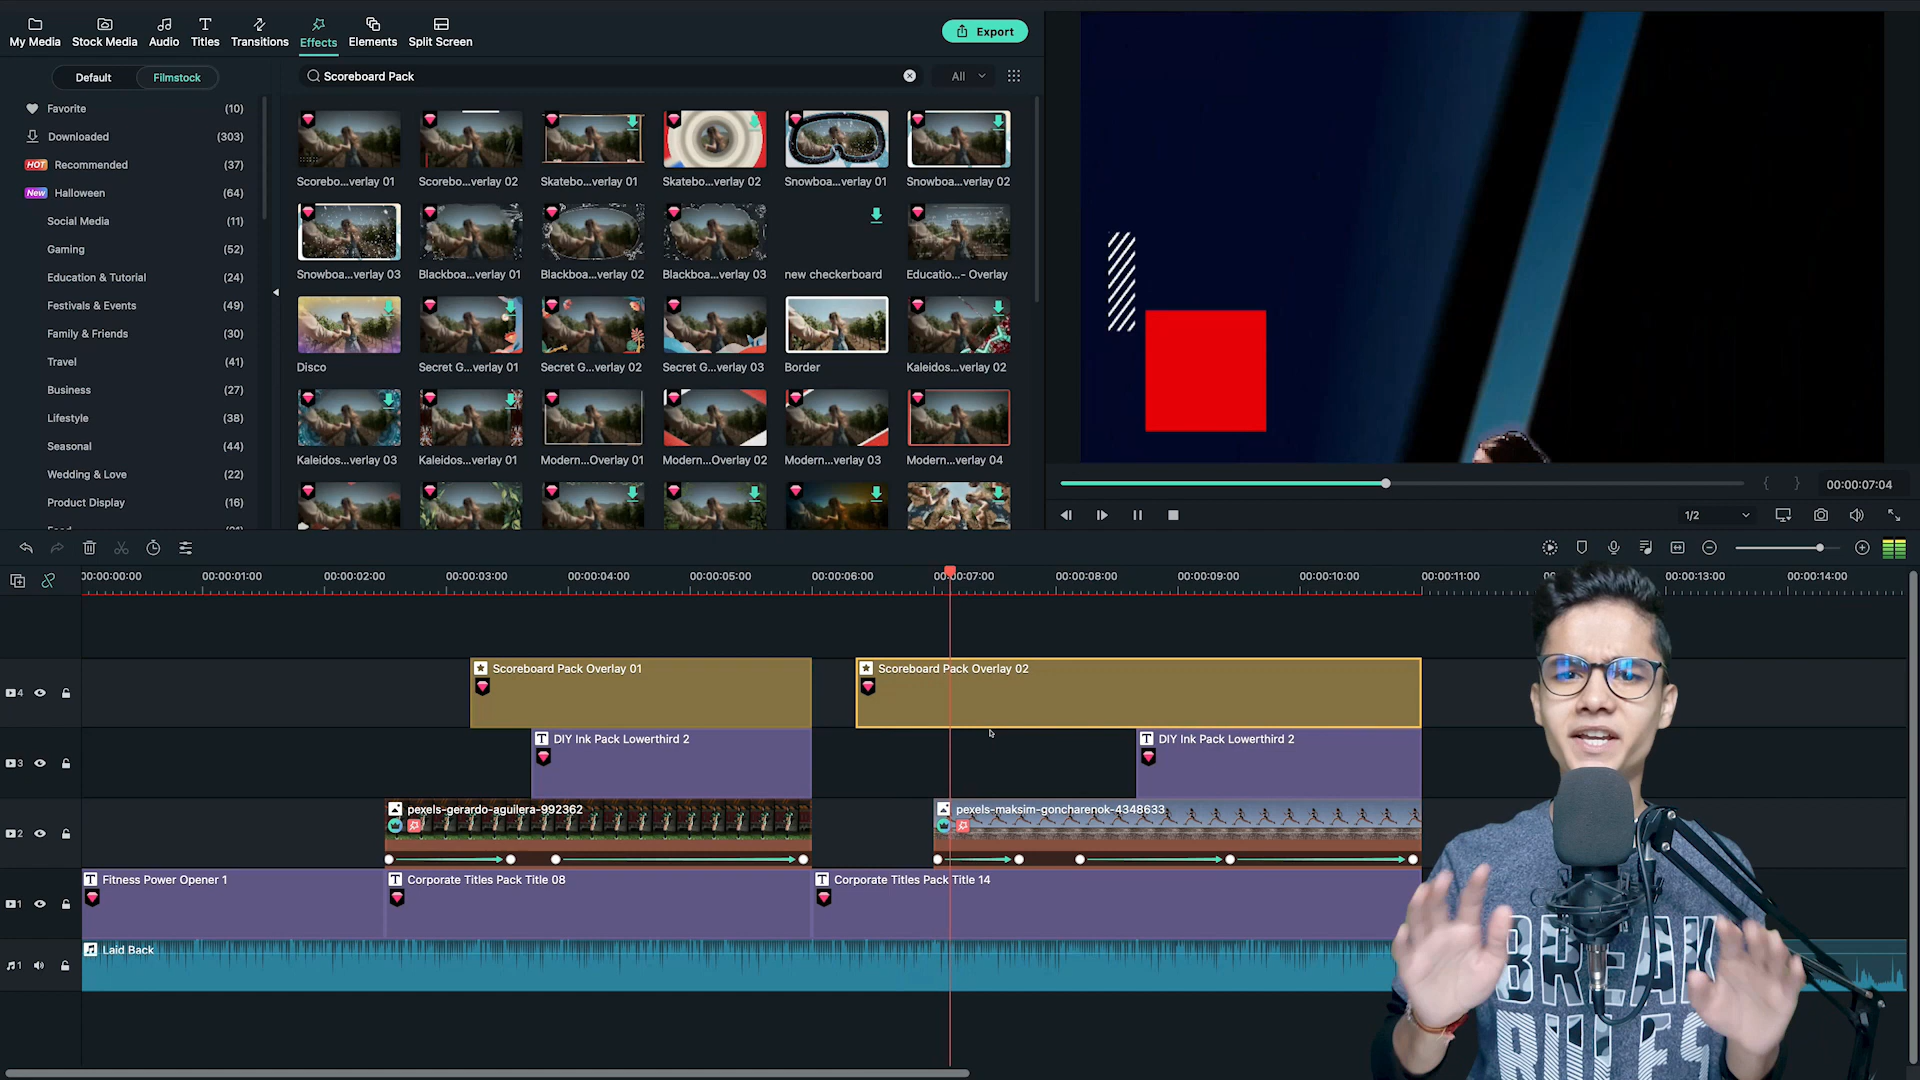 My Media
Stock Media
Audio
Titles
Transitions
Effects
Elements
Split Screen
Export
Default
Filmstock
Scoreboard Pack
All
Favorite (10)
Downloaded (303)
HOT Recommended (37)
New Halloween (64)
Social Media (11)
Gaming (52)
Education & Tutorial (24)
Festivals & Events (49)
Family & Friends (30)
Travel (41)
Business (27)
Lifestyle (38)
Seasonal (44)
Wedding & Love (22)
Product Display (16)
Scorebo...verlay 01
Scorebo...verlay 02
Skatebo...verlay 01
Skatebo...verlay 02
Snowboa...verlay 01
Snowboa...verlay 02
Snowboa...verlay 03
Blackboa...verlay 01
Blackboa...verlay 02
Blackboa...verlay 03
new checkerboard
Educatio...- Overlay
Disco
Secret G...verlay 01
Secret G...verlay 02
Secret G...verlay 03
Border
Kaleidos...verlay 02
Kaleidos...verlay 03
Kaleidos...verlay 01
Modern...Overlay 01
Modern...Overlay 02
Modern...verlay 03
Modern...verlay 04
00:00:07:04
1/2
00:00:00:00
00:00:01:00
00:00:02:00
00:00:03:00
00:00:04:00
00:00:05:00
00:00:06:00
00:00:07:00
00:00:08:00
00:00:09:00
00:00:10:00
00:00:11:00
00:00:13:00
00:00:14:00
4
Scoreboard Pack Overlay 01
Scoreboard Pack Overlay 02
3
T DIY Ink Pack Lowerthird 2
T DIY Ink Pack Lowerthird 2
2
pexels-gerardo-aguilera-992362
pexels-maksim-goncharenok-4348633
1
T Fitness Power Opener 1
T Corporate Titles Pack Title 08
T Corporate Titles Pack Title 14
1
Laid Back
BREAK
RULES